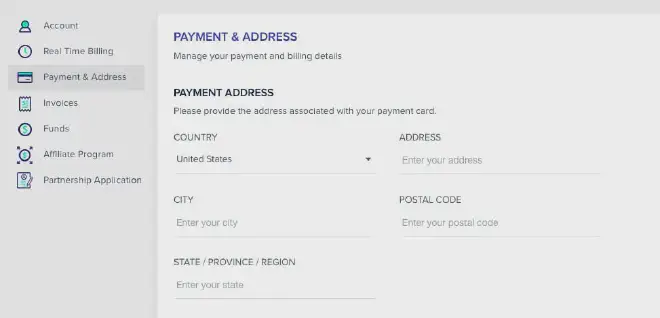 Account
Real Time Billing
Payment & Address
Invoices
Funds
Affiliate Program
Partnership Application
PAYMENT & ADDRESS
Manage your payment and billing details
PAYMENT ADDRESS
Please provide the address associated with your payment card.
COUNTRY
United States
ADDRESS
Enter your address
CITY
Enter your city
POSTAL CODE
Enter your postal code
STATE / PROVINCE / REGION
Enter your state